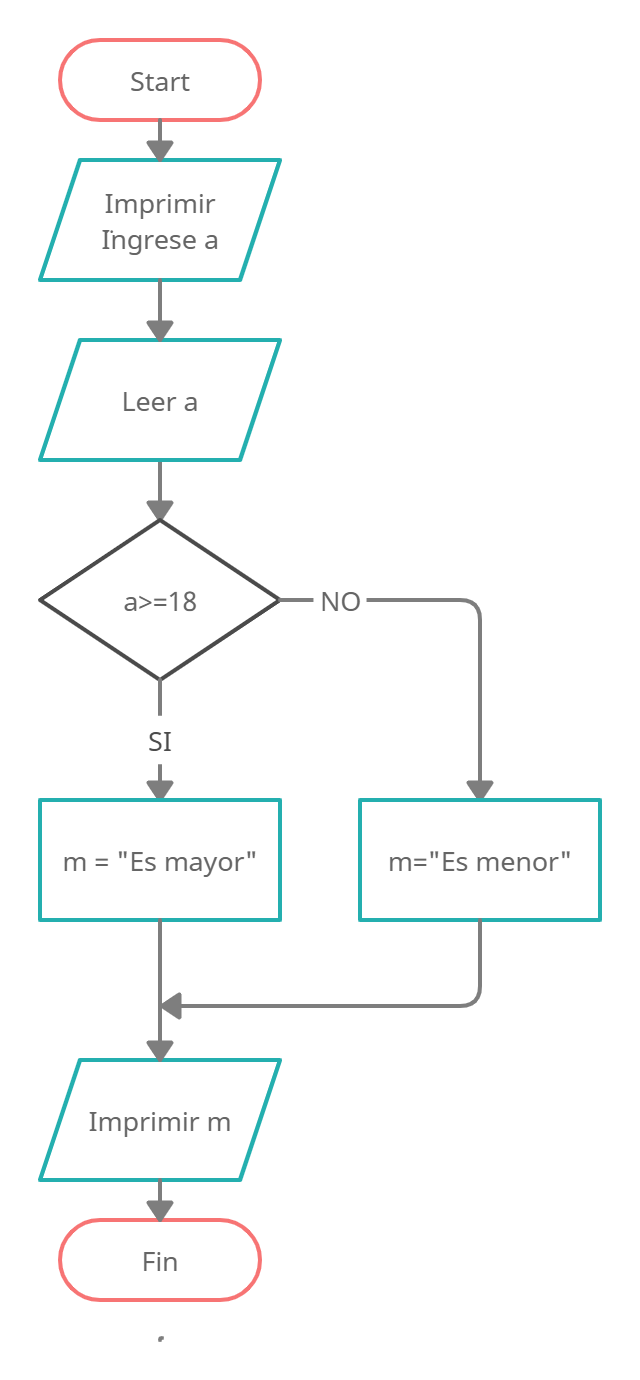 Start
Imprimir
Ingrese a
Leer a
a>=18
NO
SI
m = "Es mayor"
m="Es menor"
Imprimir m
Fin